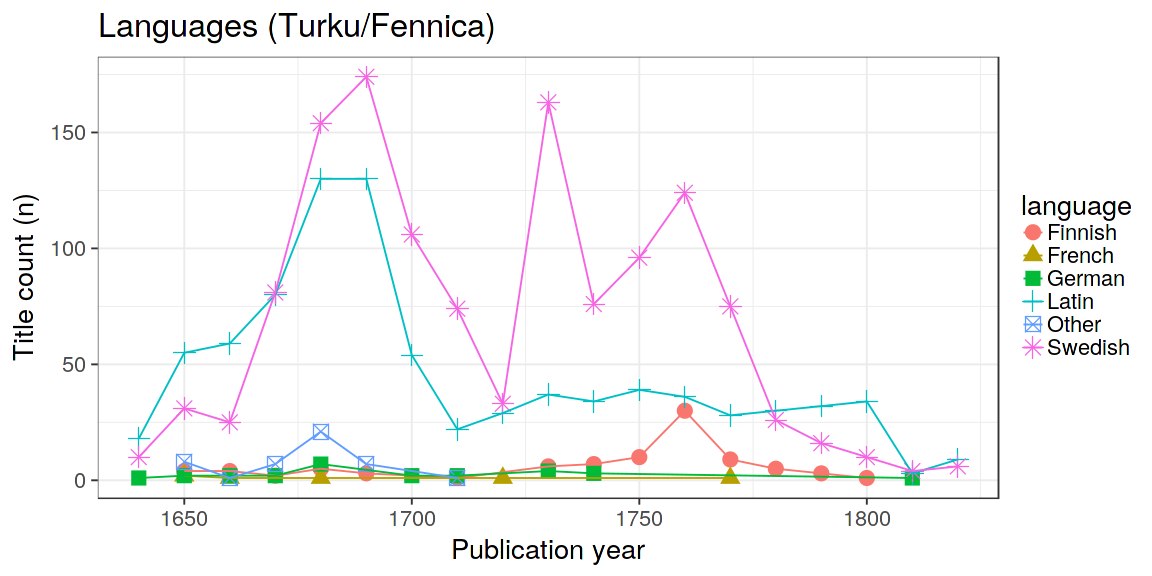 Languages (Turku/Fennica)
150
100
50
0
Title count (n)
1650
1700
1750
1800
Publication year
language
Finnish
French
German
Latin
Other
Swedish